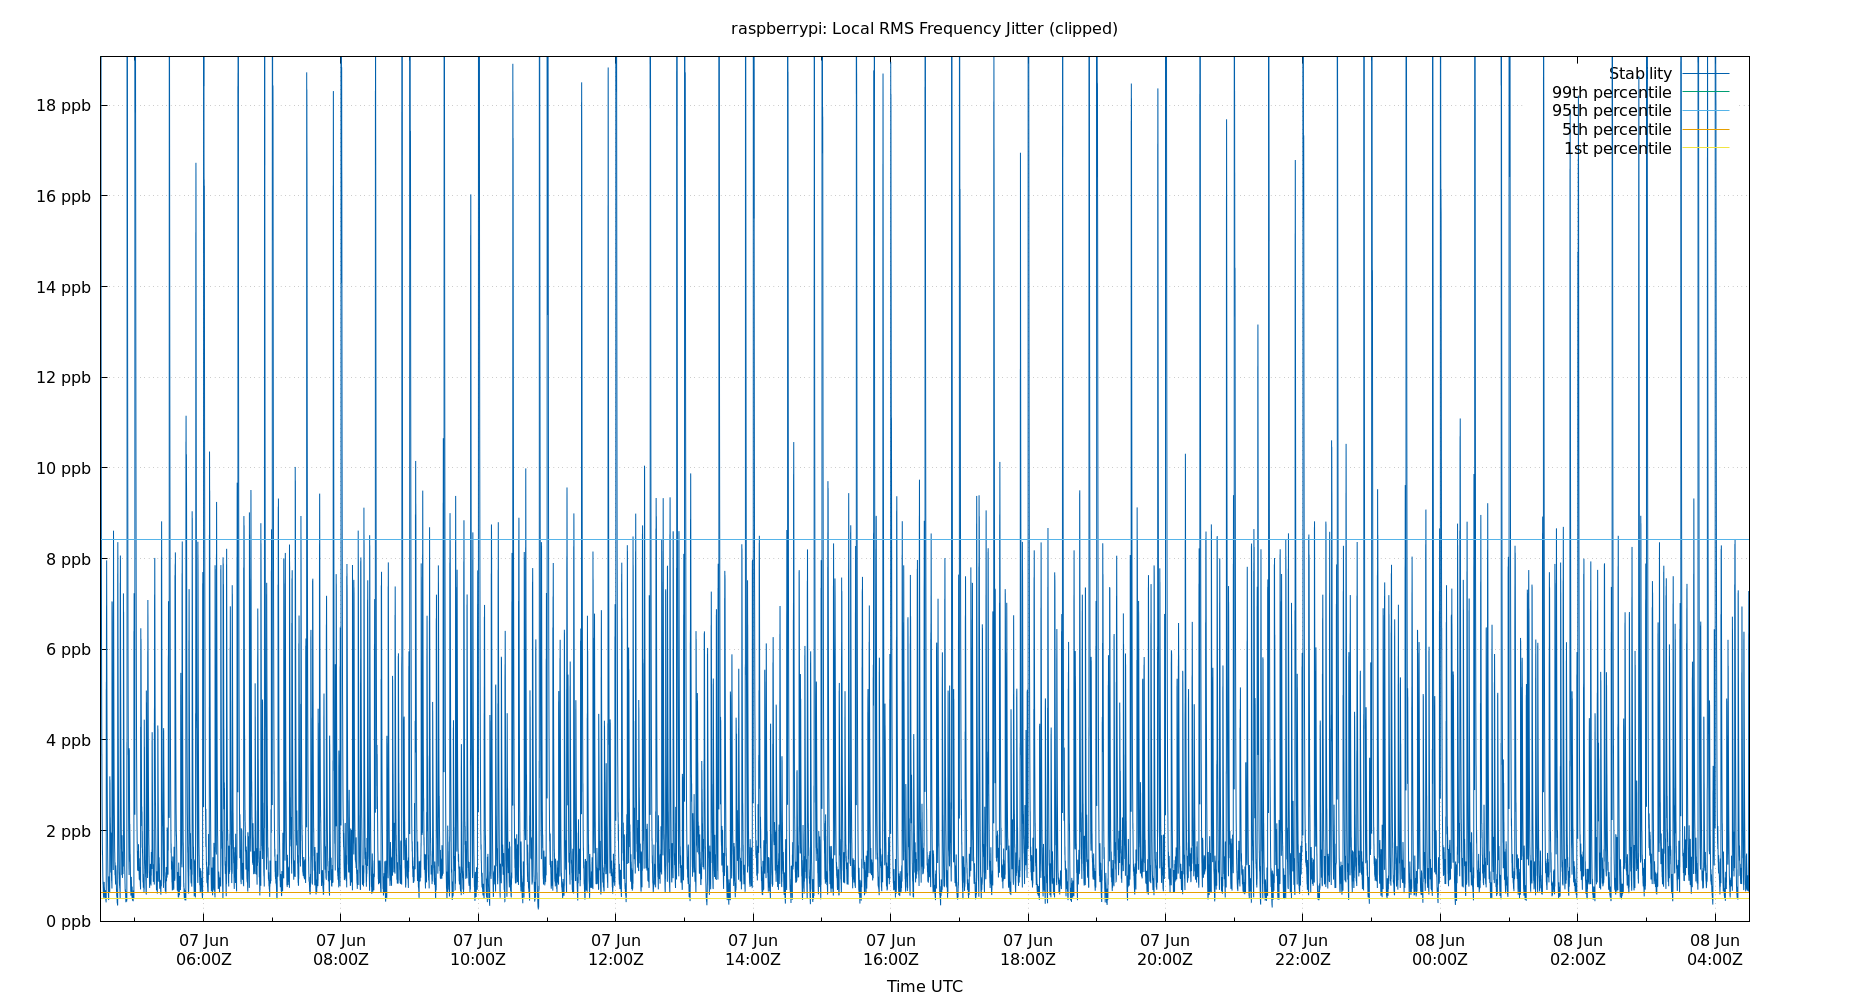 raspberrypi: Local RMS Frequency Jitter (clipped)
Stability
99th percentile
95th percentile
5th percentile
1st percentile
18 ppb
16 ppb
14 ppb
12 ppb
10 ppb
8 ppb
6 ppb
4 ppb
2 ppb
0 ppb
07 Jun 07 Jun 07 Jun 07 Jun 07 Jun 07 Jun 07 Jun 07 Jun 07 Jun 08 Jun 08 Jun 08 Jun
06:00Z 08:00Z 10:00Z 12:00Z 14:00Z 16:00Z 18:00Z 20:00Z 22:00Z 00:00Z 02:00Z 04:00Z
Time UTC